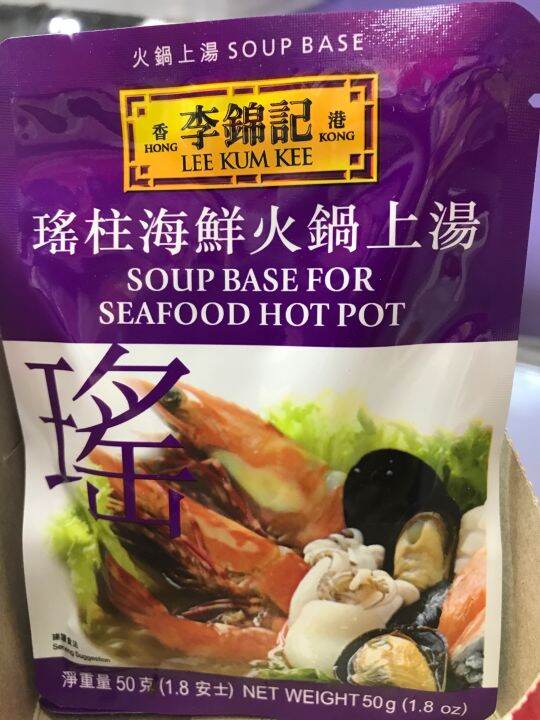 火鍋上湯 SOUP BASE
香 李錦記 港
HONG KONG
LEE KUM KEE
瑤柱海鮮火鍋上湯
SOUP BASE FOR
SEAFOOD HOT POT
瑤
Serving Suggestion
淨重量 50 克 (1.8 安士) NET WEIGHT 50g (1.8 oz)